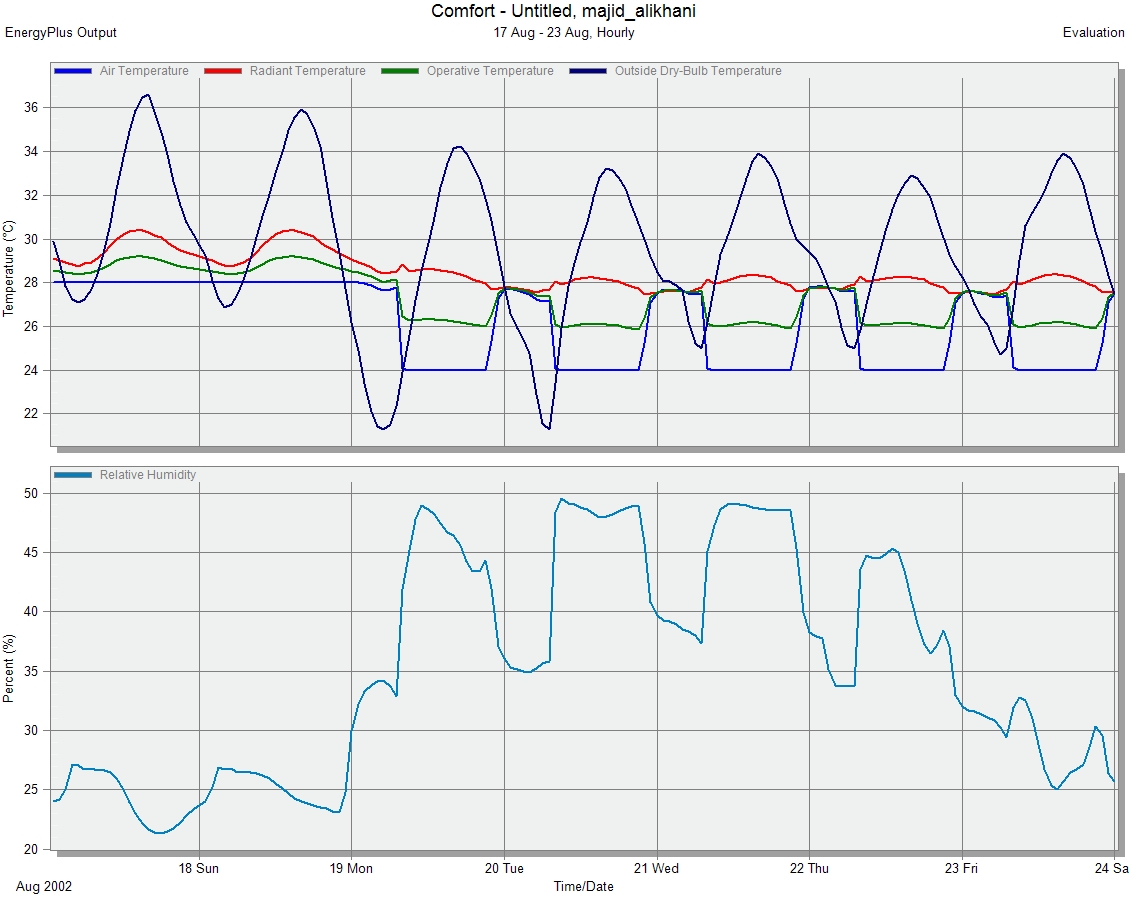 Comfort - Untitled, majid_alikhani
EnergyPlus Output
17 Aug - 23 Aug, Hourly
Evaluation
Air Temperature
Radiant Temperature
Operative Temperature
Outside Dry-Bulb Temperature
Temperature (°C)
36
34
32
30
28
26
24
22
Relative Humidity
Percent (%)
50
45
40
35
30
25
20
18 Sun
19 Mon
20 Tue
21 Wed
22 Thu
23 Fri
24 Sa
Aug 2002
Time/Date